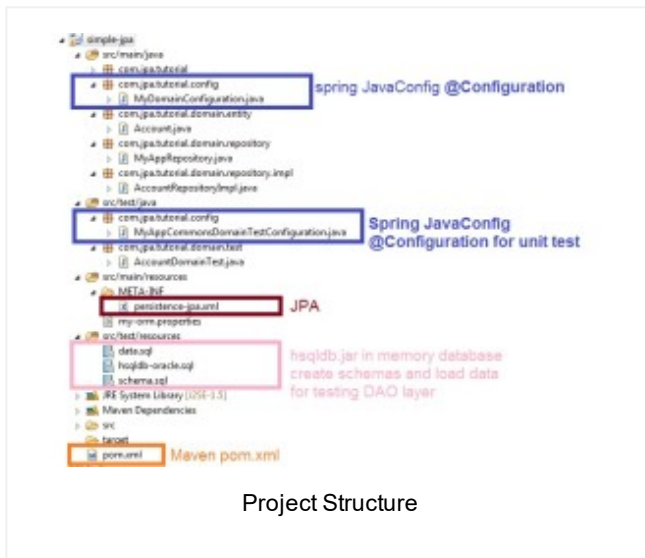 simple-jpa
src/main/java
com.jpa.tutorial
com.jpa.tutorial.config
spring JavaConfig @Configuration
MyDomainConfiguration.java
com.jpa.tutorial.domain.entity
Account.java
com.jpa.tutorial.domain.repository
MyAppRepository.java
com.jpa.tutorial.domain.repository.impl
AccountRepositoryImpl.java
src/test/java
com.jpa.tutorial.config
Spring JavaConfig
MyAppCommonsDomainTestConfiguration.java
@Configuration for unit test
com.jpa.tutorial.domain.test
AccountDomainTest.java
src/main/resources
META-INF
persistence-jpa.xml
JPA
my-orm.properties
src/test/resources
data.sql
hsqldb.jar in memory database
hsqldb-oracle.sql
create schemas and load data
schema.sql
for testing DAO layer
JRE System Library [J2SE-1.5]
Maven Dependencies
src
target
pom.xml
Maven pom.xml
Project Structure